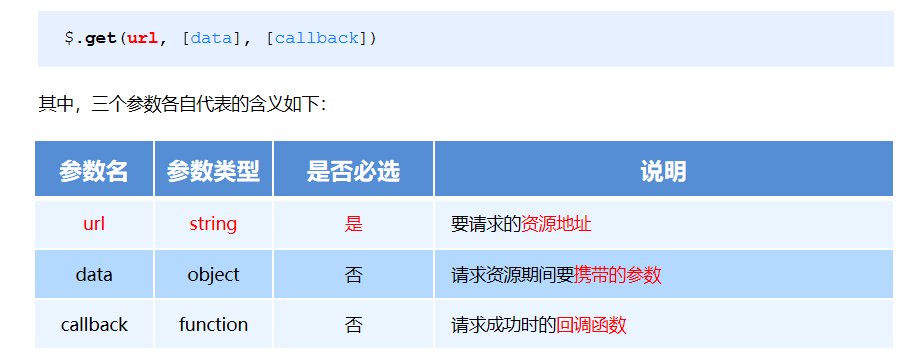 $.get(url, [data], [callback])
其中，三个参数各自代表的含义如下：
参数名 参数类型 是否必选 说明
url string 是 要请求的资源地址
data object 否 请求资源期间要携带的参数
callback function 否 请求成功时的回调函数